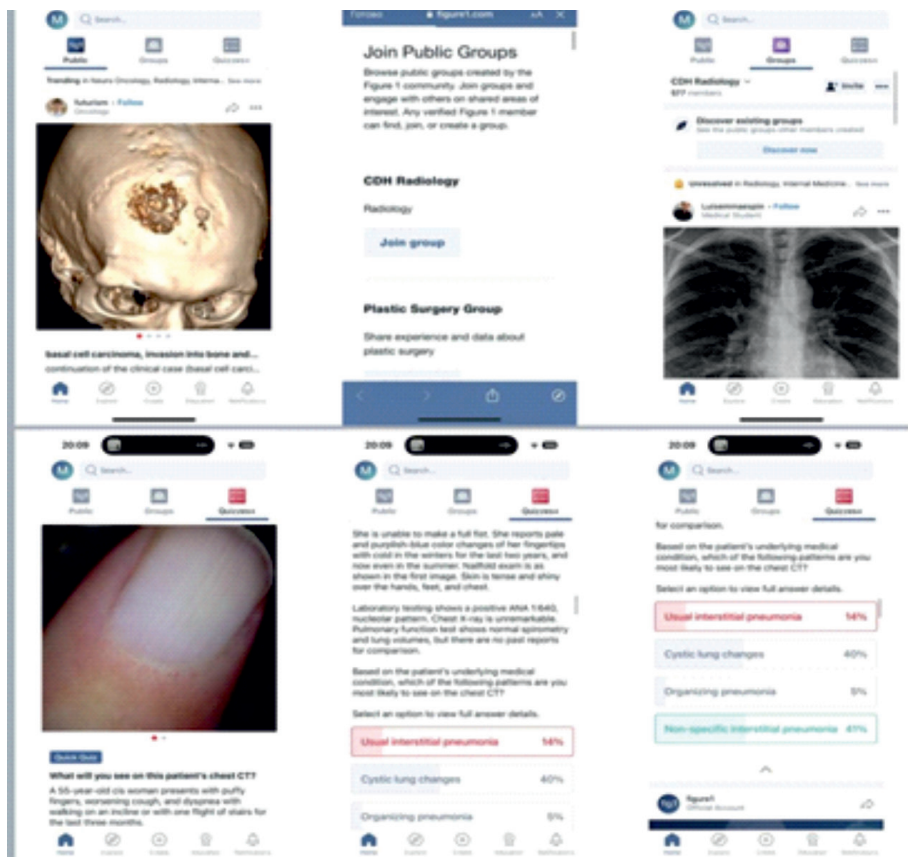 M
Search...
Public
Groups
Quizzes+
Trending in Neuro Oncology, Radiology, Interna... See more
futurism · Follow
Oncology
basal cell carcinoma, invasion into bone and...
continuation of the clinical case (basal cell carci...
Home
Explore
Create
Education
Notifications
Готово
figure1.com
AA
Join Public Groups
Browse public groups created by the
Figure 1 community. Join groups and
engage with others on shared areas of
interest. Any verified Figure 1 member
can find, join, or create a group.
CDH Radiology
Radiology
Join group
Plastic Surgery Group
Share experience and data about
plastic surgery
M
Search...
Public
Groups
Quizzes+
CDH Radiology
577 members
Invite
Discover existing groups
See the public groups other members created
Discover now
Unresolved in Radiology, Internal Medicine... See more
Luisemmaespin · Follow
Medical Student
Home
Explore
Create
Education
Notifications
20:09
M
Search...
Public
Groups
Quizzes+
Quick Quiz
What will you see on this patient's chest CT?
A 55-year-old cis woman presents with puffy
fingers, worsening cough, and dyspnea with
walking on an incline or with one flight of stairs for
the last three months.
Home
Explore
Create
Education
Notifications
20:09
M
Search...
Public
Groups
Quizzes+
She is unable to make a full fist. She reports pale
and purplish-blue color changes of her fingertips
with cold in the winters for the last two years, and
now even in the summer. Nailfold exam is as
shown in the first image. Skin is tense and shiny
over the hands, feet, and chest.
Laboratory testing shows a positive ANA 1:640,
nucleolar pattern. Chest X-ray is unremarkable.
Pulmonary function test shows normal spirometry
and lung volumes, but there are no past reports
for comparison.
Based on the patient's underlying medical
condition, which of the following patterns are you
most likely to see on the chest CT?
Select an option to view full answer details.
Usual interstitial pneumonia 14%
Cystic lung changes 40%
Organizing pneumonia 5%
Home
Explore
Create
Education
Notifications
20:09
M
Search...
Public
Groups
Quizzes+
for comparison.
Based on the patient's underlying medical
condition, which of the following patterns are you
most likely to see on the chest CT?
Select an option to view full answer details.
Usual interstitial pneumonia 14%
Cystic lung changes 40%
Organizing pneumonia 5%
Non-specific interstitial pneumonia 41%
figure1
Official Account
Home
Explore
Create
Education
Notifications